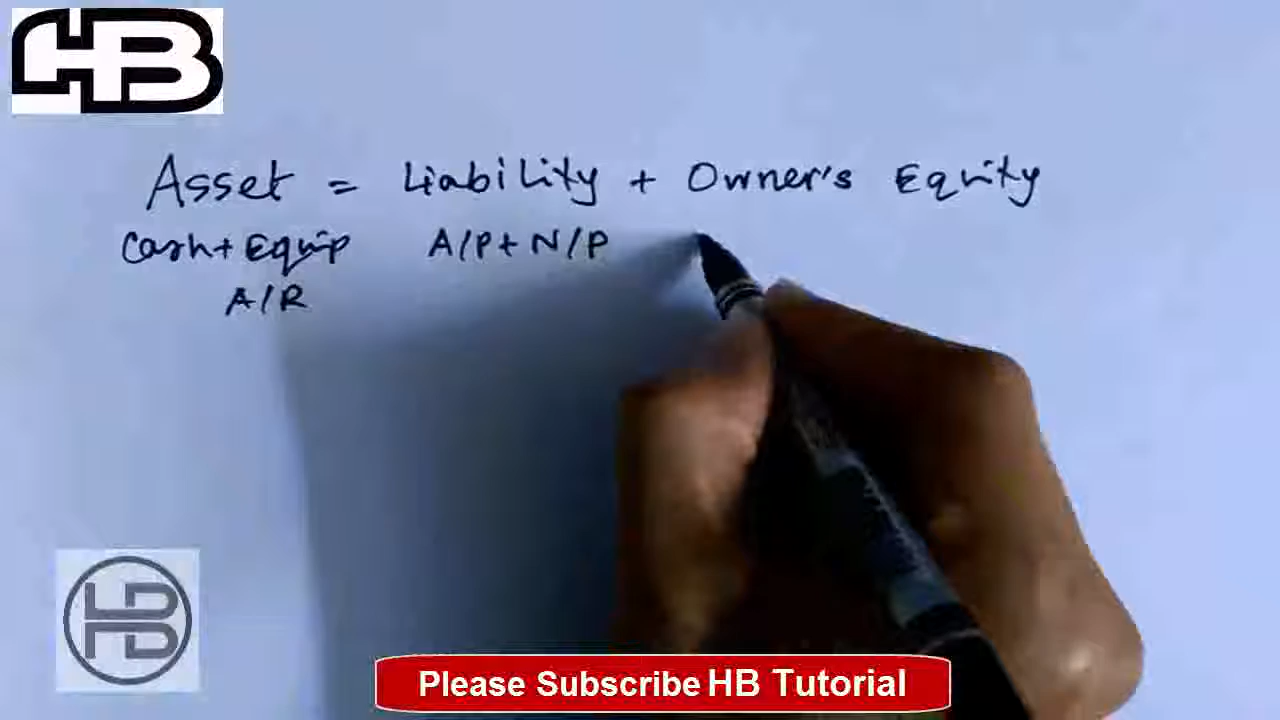 HB
Asset = Liability + Owner's Equity
Cash + Equip A/P + N/P
A/R
HB
Please Subscribe HB Tutorial